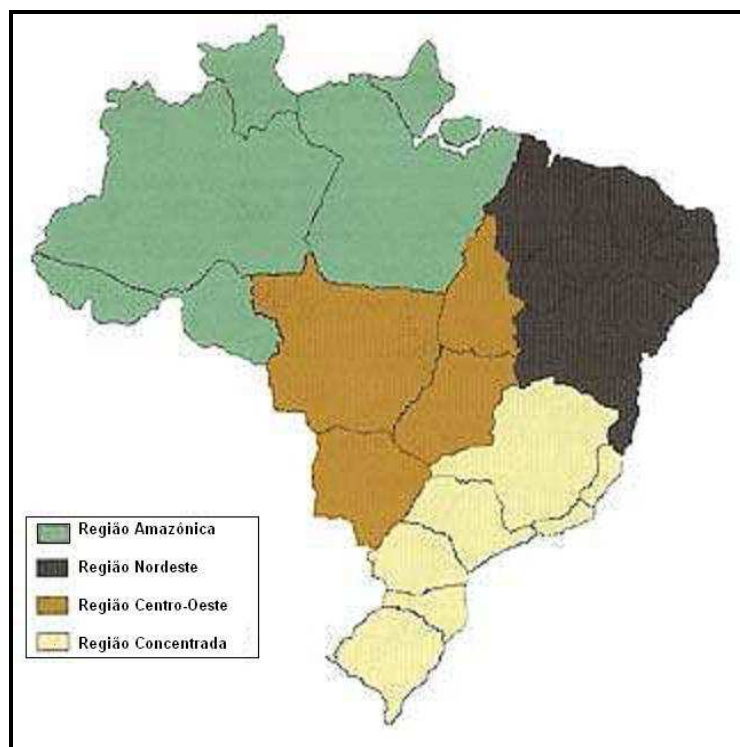 Região Amazónica
Região Nordeste
Região Centro-Oeste
Região Concentrada